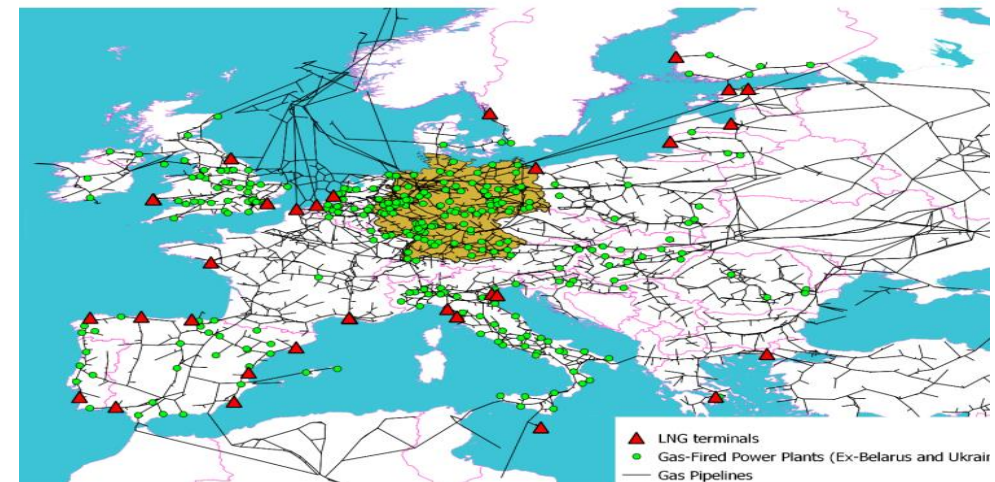 LNG terminals
Gas-Fired Power Plants (Ex-Belarus and Ukrain
Gas Pipelines